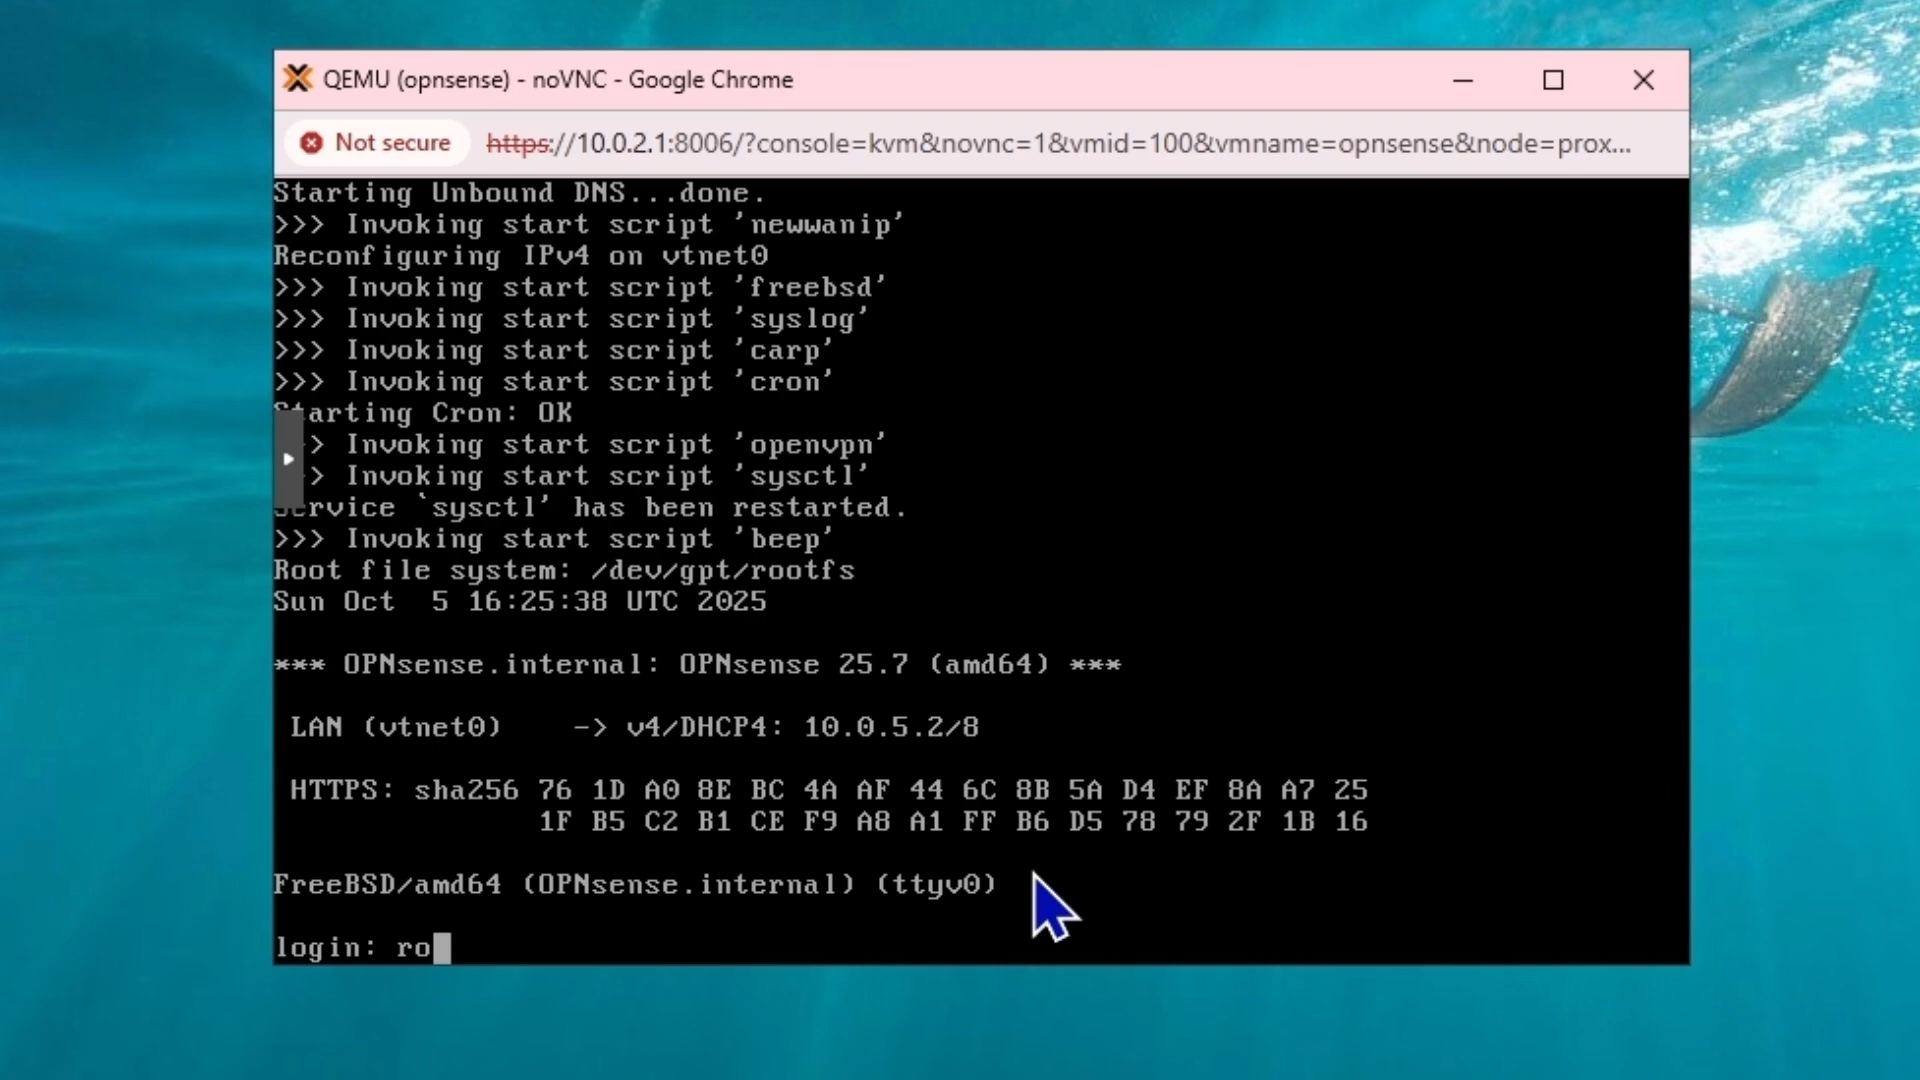 QEMU (opnsense) - noVNC - Google Chrome
Not secure https://10.0.2.1:8006/?console=kvm&novnc=1&vmid=100&vmname=opnsense&node=prox...
Starting Unbound DNS...done.
>>> Invoking start script 'newwanip'
Reconfiguring IPv4 on vtnet0
>>> Invoking start script 'freebsd'
>>> Invoking start script 'syslog'
>>> Invoking start script 'carp'
>>> Invoking start script 'cron'
Starting Cron: OK
> Invoking start script 'openvpn'
> Invoking start script 'sysctl'
Service `sysctl' has been restarted.
>>> Invoking start script 'beep'
Root file system: /dev/gpt/rootfs
Sun Oct  5 16:25:38 UTC 2025
*** OPNsense.internal: OPNsense 25.7 (amd64) ***
LAN (vtnet0)    -> v4/DHCP4: 10.0.5.2/8
HTTPS: sha256 76 1D A0 8E BC 4A AF 44 6C 8B 5A D4 EF 8A A7 25
1F B5 C2 B1 CE F9 A8 A1 FF B6 D5 78 79 2F 1B 16
FreeBSD/amd64 (OPNsense.internal) (ttyv0)
login: ro